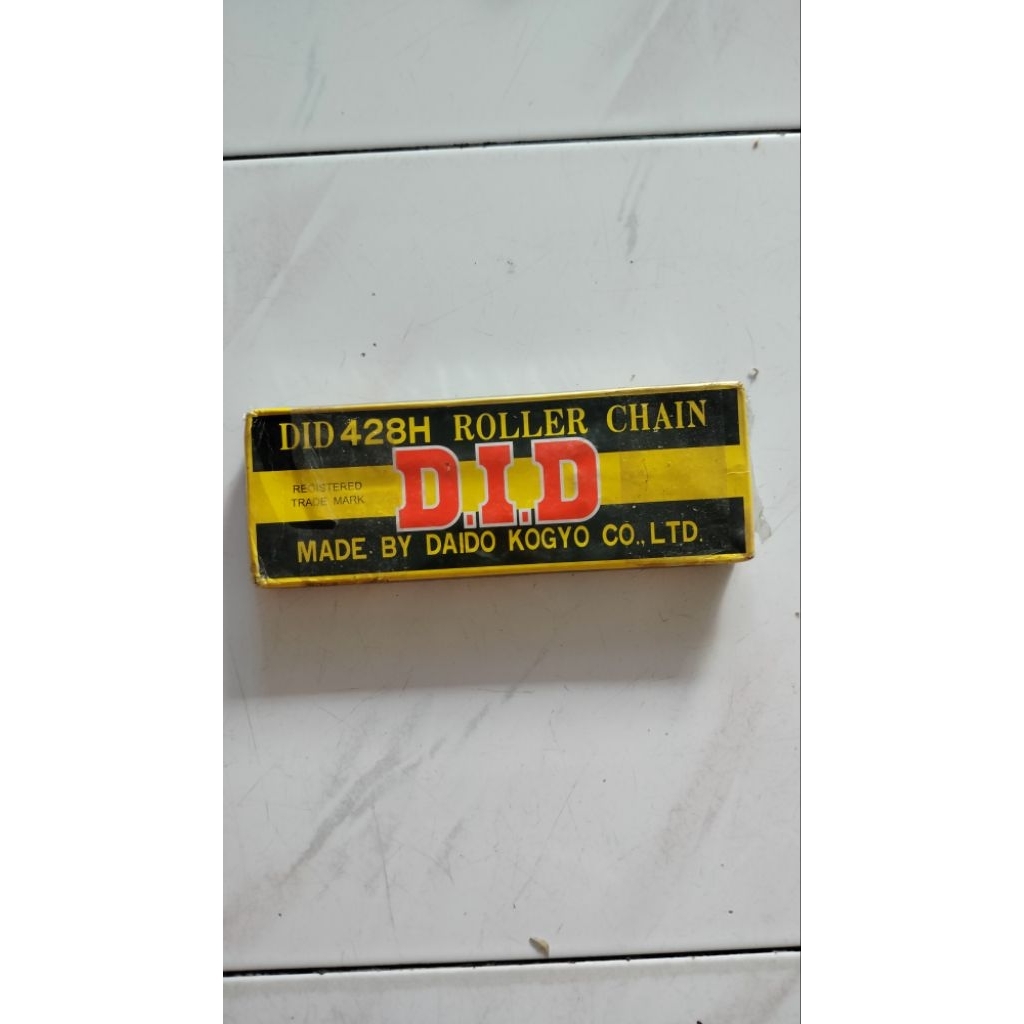 DID 428H ROLLER CHAIN
REGISTERED
TRADE MARK
D.I.D
MADE BY DAIDO KOGYO CO., LTD.